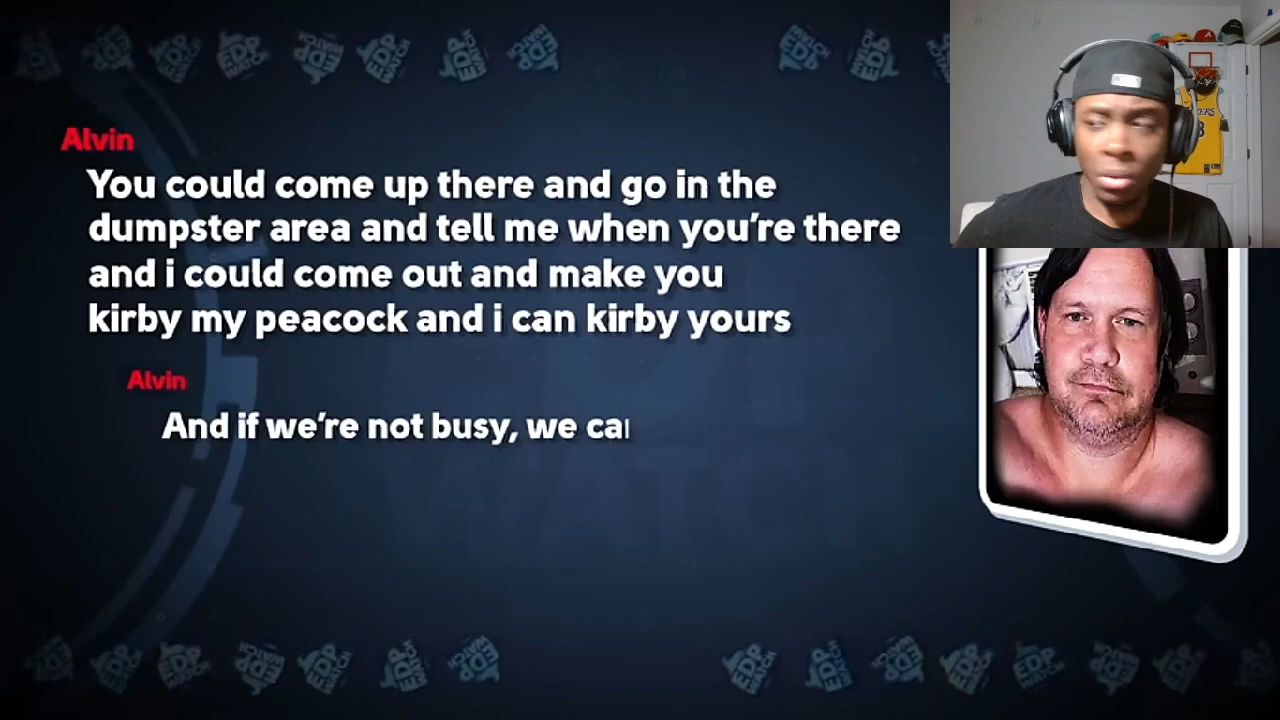 Alvin
You could come up there and go in the
dumpster area and tell me when you're there
and i could come out and make you
kirby my peacock and i can kirby yours
Alvin
And if we're not busy, we ca